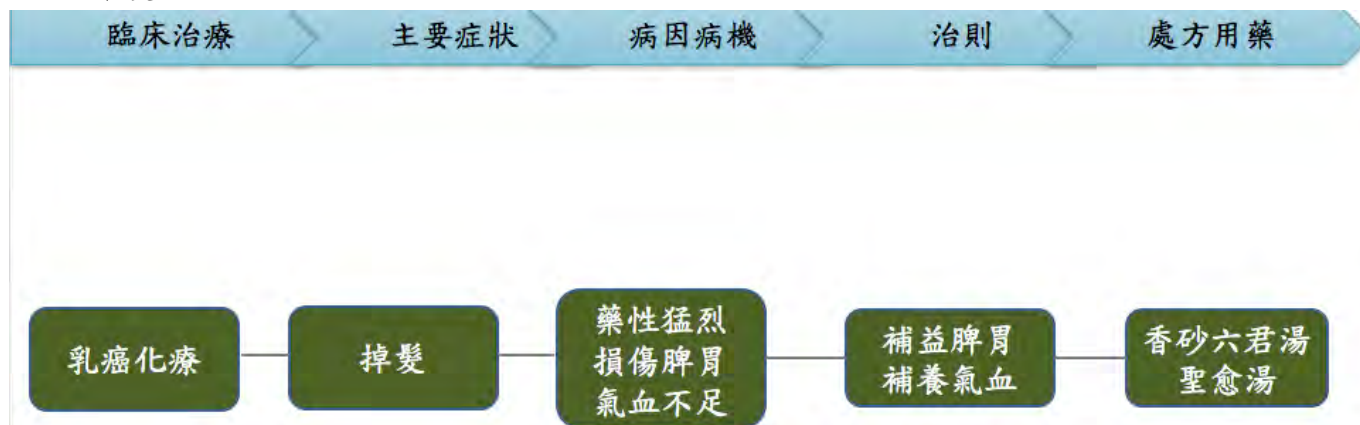 臨床治療
主要症狀
病因病機
治則
處方用藥
乳癌化療
掉髮
藥性猛烈
損傷脾胃
氣血不足
補益脾胃
補養氣血
香砂六君湯
聖愈湯